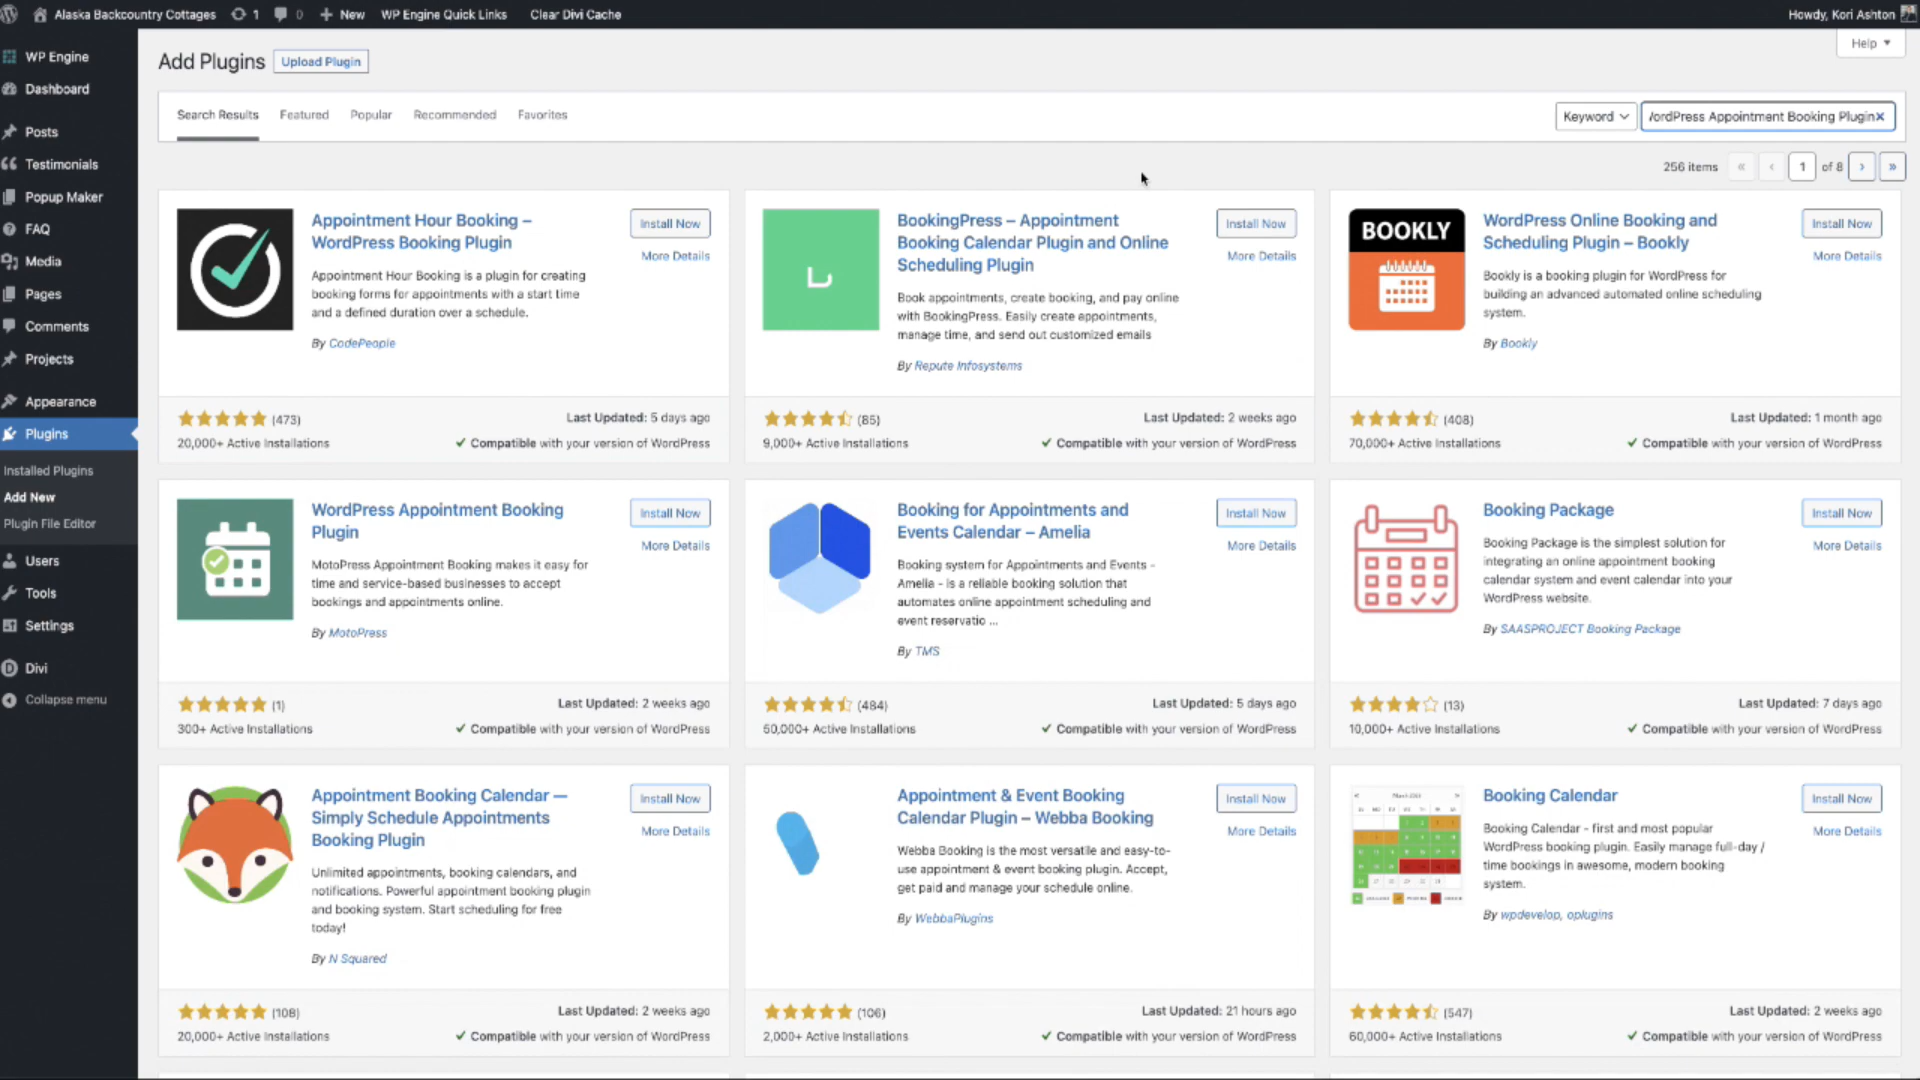 Alaska Backcountry Cottages 1 0 New WP Engine Quick Links Clear Divi Cache Howdy, Kori Ashton
Help
WP Engine
Dashboard
Posts
Testimonials
Popup Maker
FAQ
Media
Pages
Comments
Projects
Appearance
Plugins
Installed Plugins
Add New
Plugin File Editor
Users
Tools
Settings
Divi
Collapse menu
Add Plugins Upload Plugin
Search Results Featured Popular Recommended Favorites
Keyword
/ordPress Appointment Booking Plugin
256 items « ‹ 1 of 8 › »
Appointment Hour Booking –
WordPress Booking Plugin
Install Now
More Details
Appointment Hour Booking is a plugin for creating
booking forms for appointments with a start time
and a defined duration over a schedule.
By CodePeople
(473)
Last Updated: 5 days ago
20,000+ Active Installations
Compatible with your version of WordPress
BookingPress – Appointment
Booking Calendar Plugin and Online
Scheduling Plugin
Install Now
More Details
Book appointments, create booking, and pay online
with BookingPress. Easily create appointments,
manage time, and send out customized emails
By Repute Infosystems
(85)
Last Updated: 2 weeks ago
9,000+ Active Installations
Compatible with your version of WordPress
BOOKLY
WordPress Online Booking and
Scheduling Plugin – Bookly
Install Now
More Details
Bookly is a booking plugin for WordPress for
building an advanced automated online scheduling
system.
By Bookly
(408)
Last Updated: 1 month ago
70,000+ Active Installations
Compatible with your version of WordPress
WordPress Appointment Booking
Plugin
Install Now
More Details
MotoPress Appointment Booking makes it easy for
time and service-based businesses to accept
bookings and appointments online.
By MotoPress
(1)
Last Updated: 2 weeks ago
300+ Active Installations
Compatible with your version of WordPress
Booking for Appointments and
Events Calendar – Amelia
Install Now
More Details
Booking system for Appointments and Events -
Amelia - is a reliable booking solution that
automates online appointment scheduling and
event reservatio ...
By TMS
(484)
Last Updated: 5 days ago
50,000+ Active Installations
Compatible with your version of WordPress
Booking Package
Install Now
More Details
Booking Package is the simplest solution for
integrating an online appointment booking
calendar system and event calendar into your
WordPress website.
By SAASPROJECT Booking Package
(13)
Last Updated: 7 days ago
10,000+ Active Installations
Compatible with your version of WordPress
Appointment Booking Calendar —
Simply Schedule Appointments
Booking Plugin
Install Now
More Details
Unlimited appointments, booking calendars, and
notifications. Powerful appointment booking plugin
and booking system. Start scheduling for free
today!
By N Squared
(108)
Last Updated: 2 weeks ago
20,000+ Active Installations
Compatible with your version of WordPress
Appointment & Event Booking
Calendar Plugin – Webba Booking
Install Now
More Details
Webba Booking is the most versatile and easy-to-
use appointment & event booking plugin. Accept,
get paid and manage your schedule online.
By WebbaPlugins
(106)
Last Updated: 21 hours ago
2,000+ Active Installations
Compatible with your version of WordPress
Booking Calendar
Install Now
More Details
Booking Calendar - first and most popular
WordPress booking plugin. Easily manage full-day /
time bookings in awesome, modern booking
system.
By wpdevelop, oplugins
(547)
Last Updated: 2 weeks ago
60,000+ Active Installations
Compatible with your version of WordPress